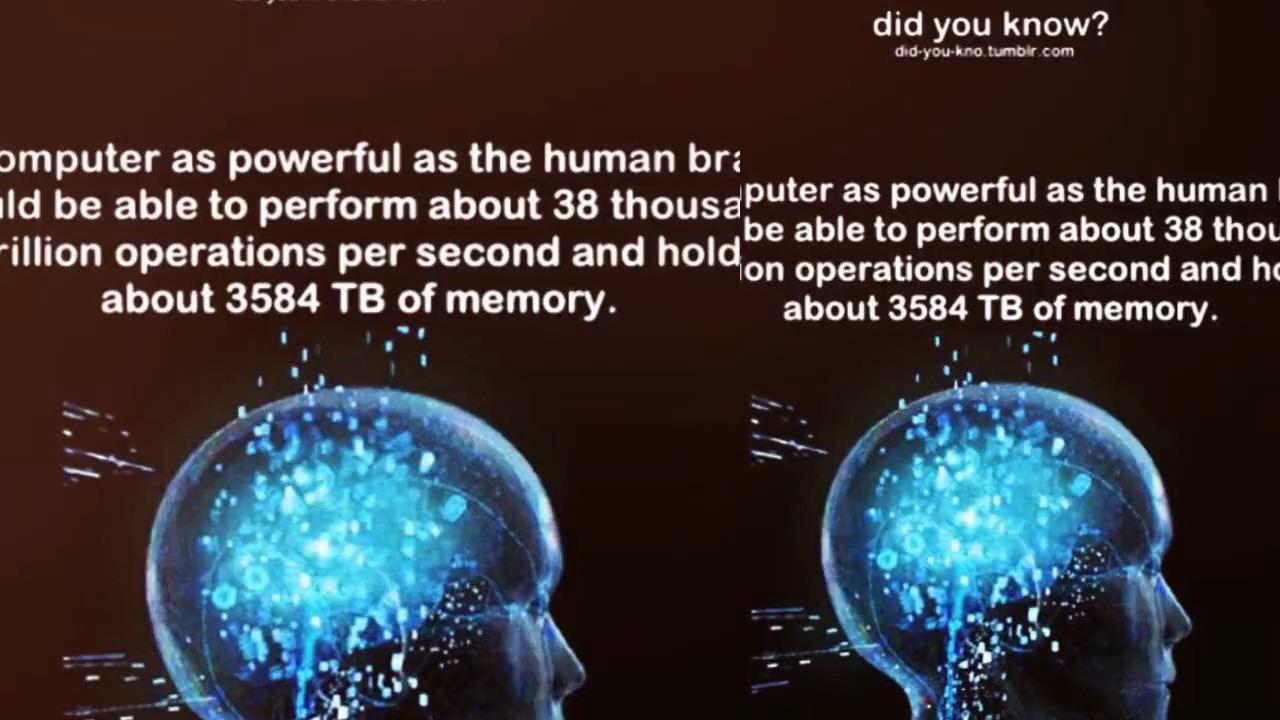 did you know?
did-you-kno.tumblr.com
omputer as powerful as the human bra
uld be able to perform about 38 thousa
rillion operations per second and hold
about 3584 TB of memory.
puter as powerful as the human
be able to perform about 38 thou
ion operations per second and ho
about 3584 TB of memory.